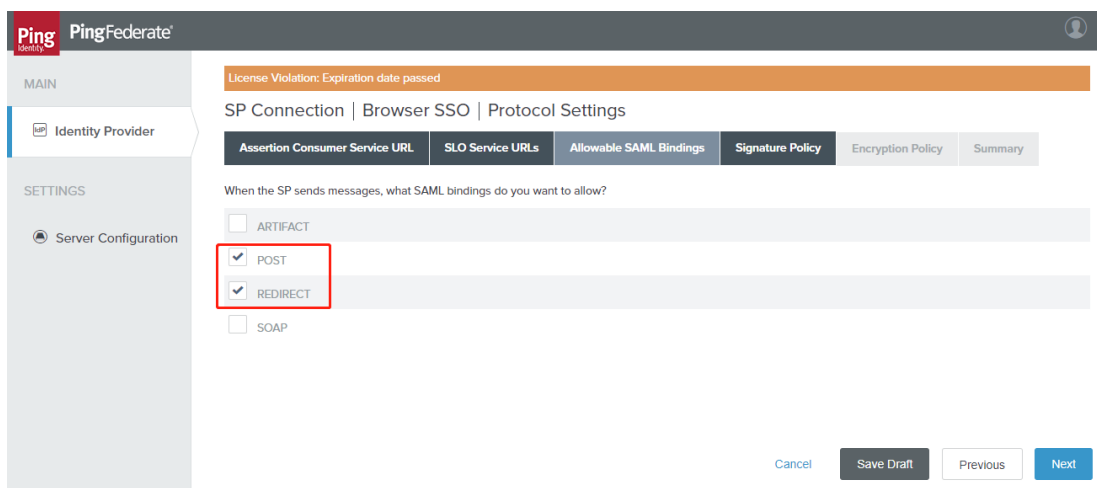 Ping
Identity.
PingFederate®
MAIN
IdP Identity Provider
SETTINGS
Server Configuration
License Violation: Expiration date passed
SP Connection | Browser SSO | Protocol Settings
Assertion Consumer Service URL SLO Service URLs Allowable SAML Bindings Signature Policy Encryption Policy Summary
When the SP sends messages, what SAML bindings do you want to allow?
ARTIFACT
POST
REDIRECT
SOAP
Cancel Save Draft Previous Next